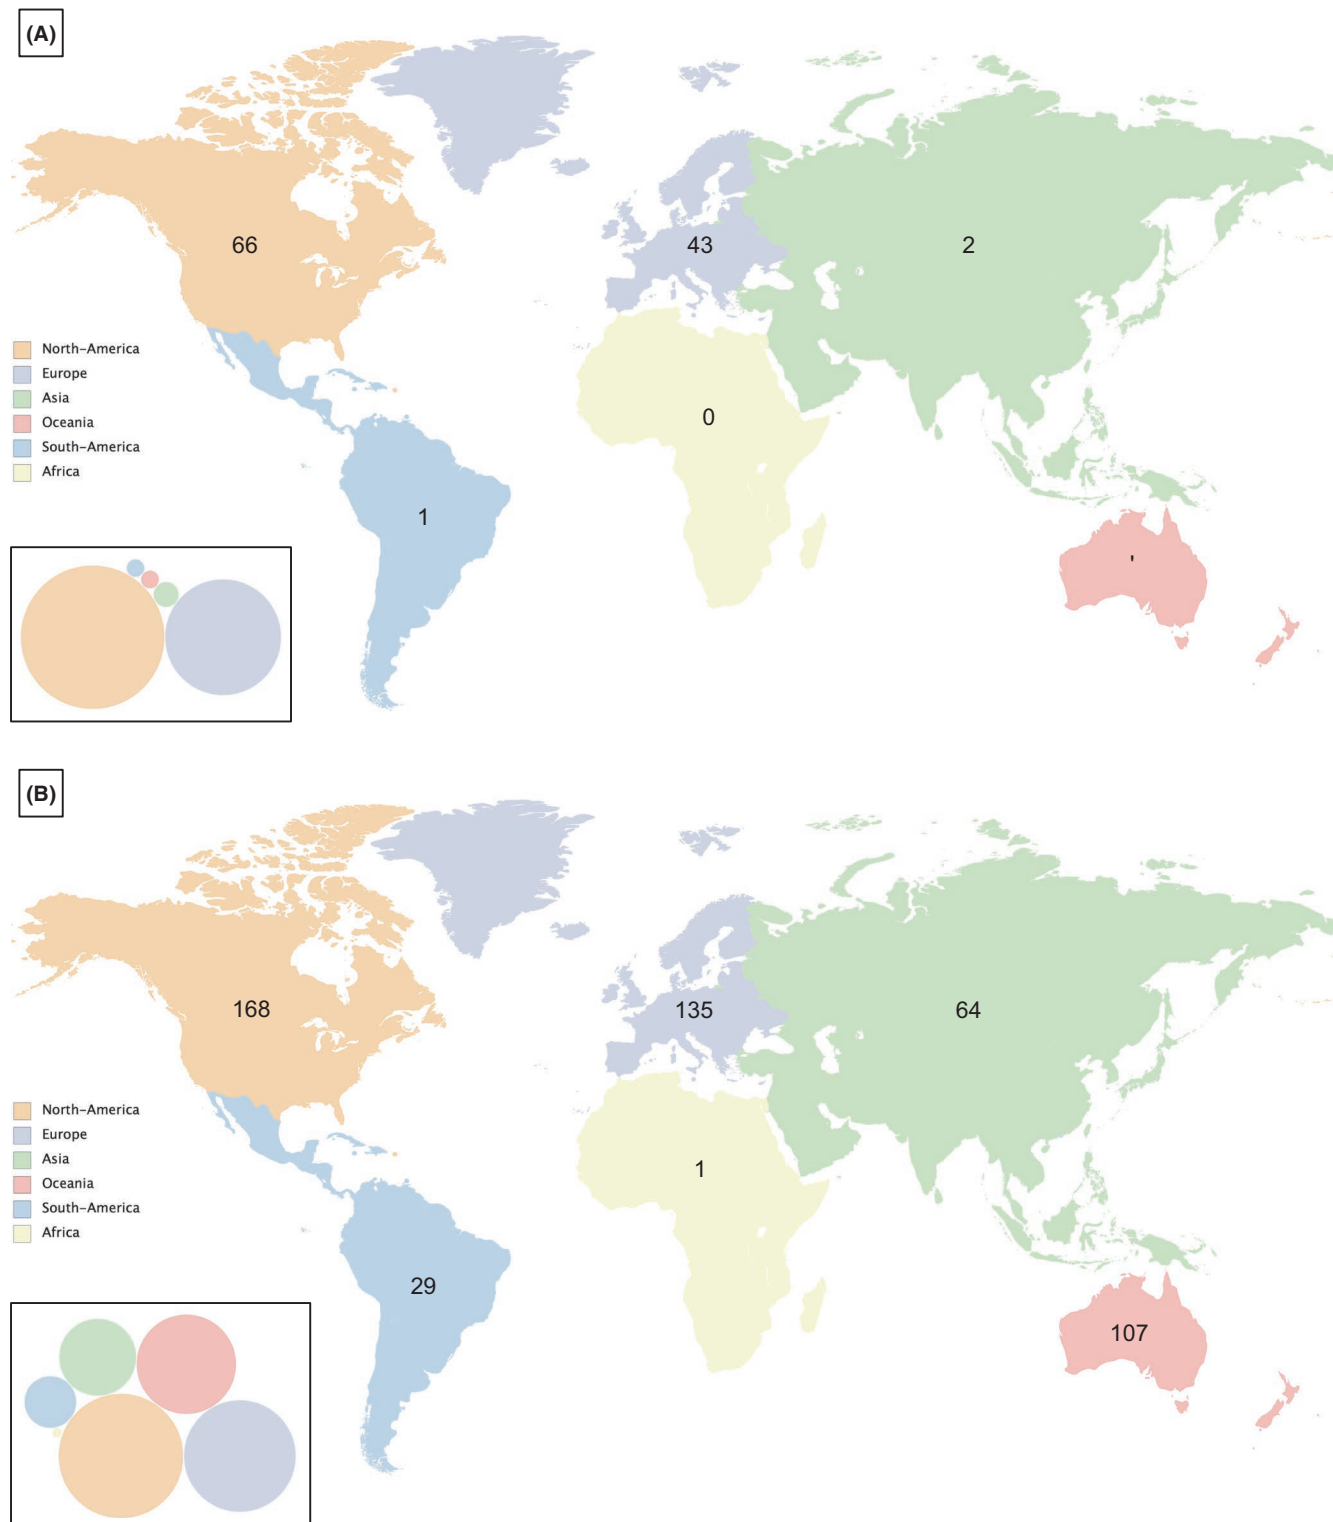 (A)
66
43
2
North-America
Europe
Asia
Oceania
South-America
Africa
0
1
'
(B)
168
135
64
North-America
Europe
Asia
Oceania
South-America
Africa
1
29
107